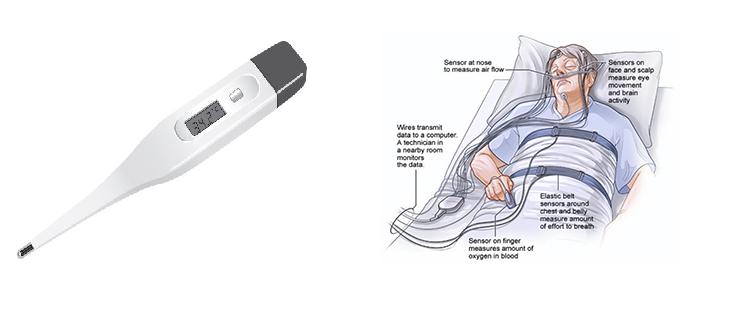 34.2°C
Sensor at nose
to measure air flow
Sensors on
face and scalp
measure eye
movement
and brain
activity
Wires transmit
data to a computer.
A technician in
a nearby room
monitors
the data.
Elastic belt
sensors around
chest and belly
measure amount
of effort to breath
Sensor on finger
measures amount of
oxygen in blood